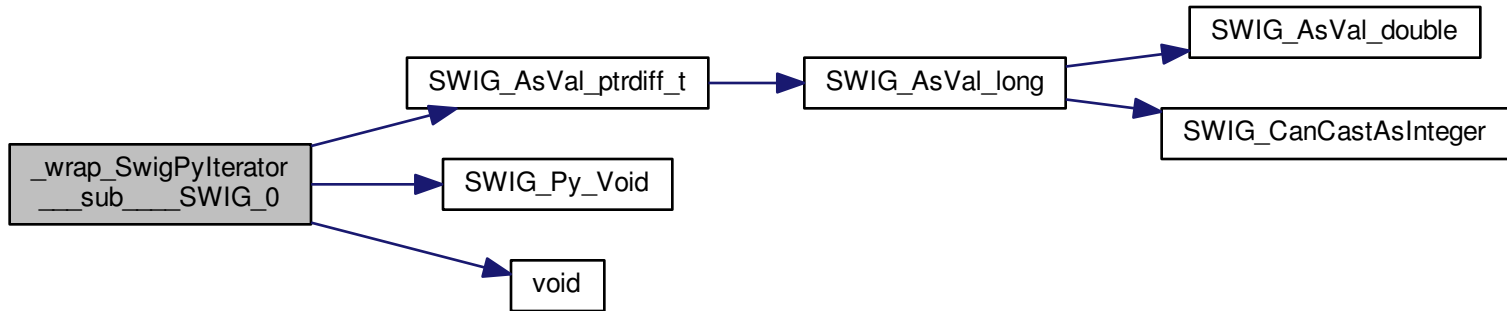 _wrap_SwigPyIterator
___sub____SWIG_0
SWIG_AsVal_ptrdiff_t
SWIG_AsVal_long
SWIG_AsVal_double
SWIG_CanCastAsInteger
SWIG_Py_Void
void